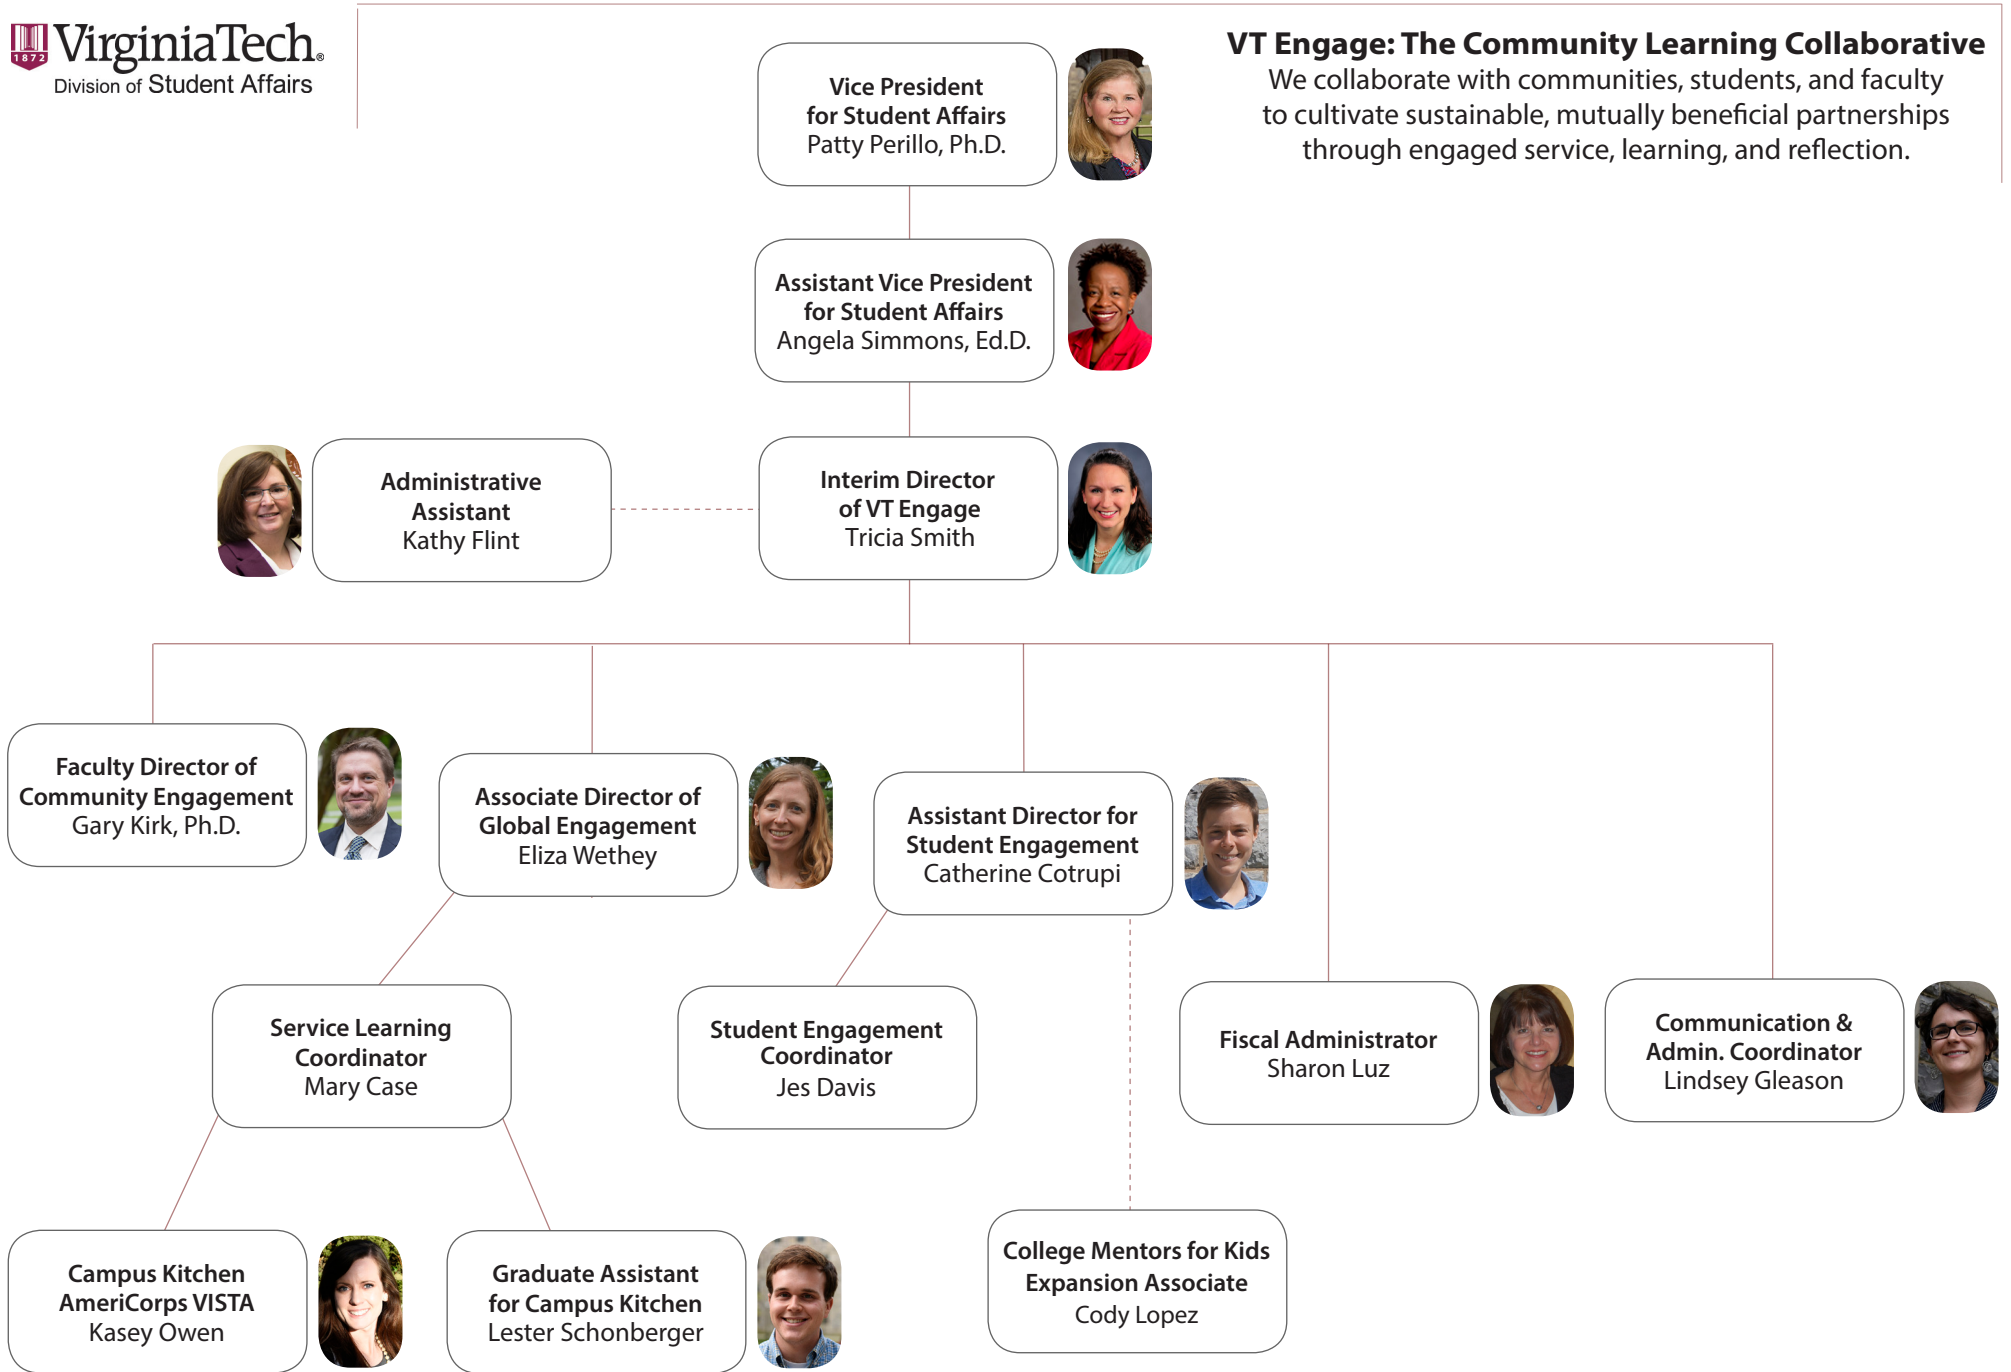 VirginiaTech®
1872
Division of Student Affairs
VT Engage: The Community Learning Collaborative
We collaborate with communities, students, and faculty
to cultivate sustainable, mutually beneficial partnerships
through engaged service, learning, and reflection.
Vice President
for Student Affairs
Patty Perillo, Ph.D.
Assistant Vice President
for Student Affairs
Angela Simmons, Ed.D.
Administrative
Assistant
Kathy Flint
Interim Director
of VT Engage
Tricia Smith
Faculty Director of
Community Engagement
Gary Kirk, Ph.D.
Associate Director of
Global Engagement
Eliza Wethey
Assistant Director for
Student Engagement
Catherine Cotrupi
Service Learning
Coordinator
Mary Case
Student Engagement
Coordinator
Jes Davis
Fiscal Administrator
Sharon Luz
Communication &
Admin. Coordinator
Lindsey Gleason
Campus Kitchen
AmeriCorps VISTA
Kasey Owen
Graduate Assistant
for Campus Kitchen
Lester Schonberger
College Mentors for Kids
Expansion Associate
Cody Lopez